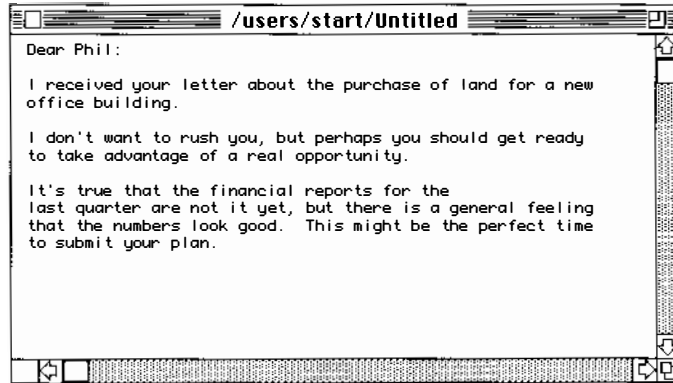 /users/start/Untitled
Dear Phil:
I received your letter about the purchase of land for a new
office building.
I don't want to rush you, but perhaps you should get ready
to take advantage of a real opportunity.
It's true that the financial reports for the
last quarter are not it yet, but there is a general feeling
that the numbers look good.  This might be the perfect time
to submit your plan.